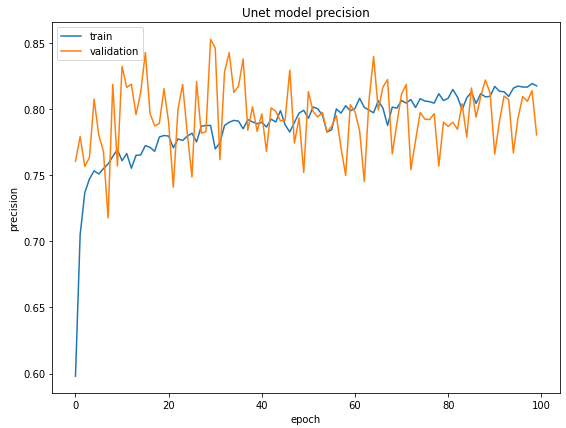 Unet model precision
train
validation
0.85
0.80
0.75
0.70
0.65
0.60
precision
0 20 40 60 80 100
epoch